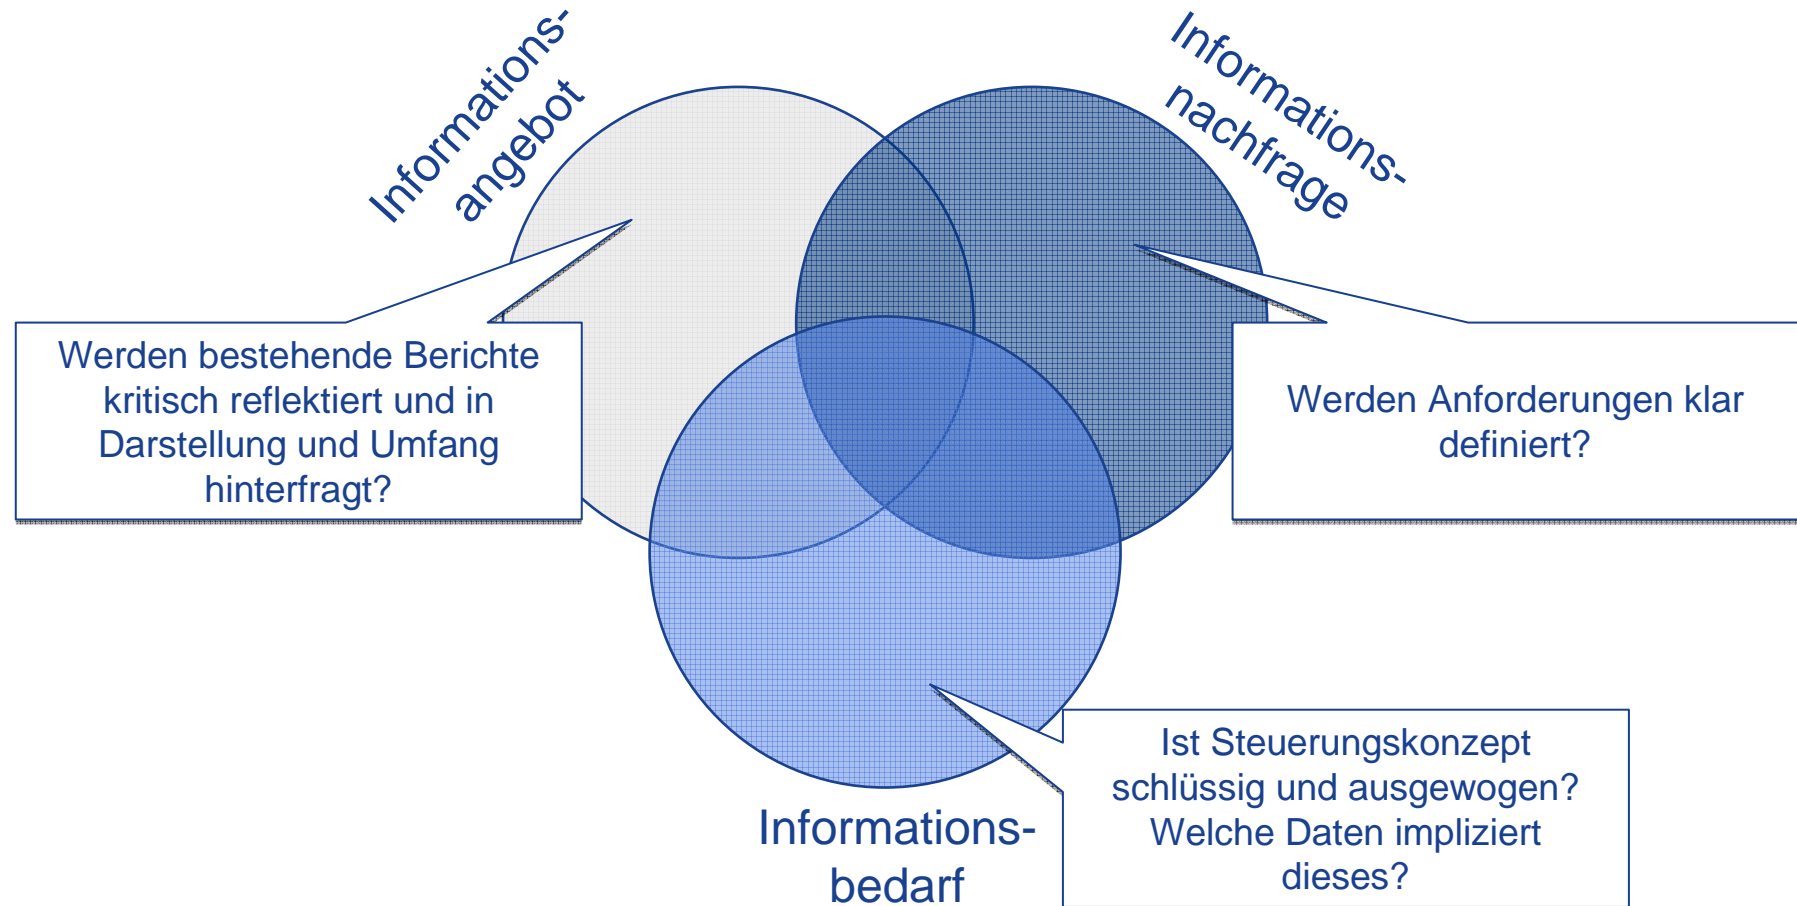 Informations-
angebot
Informations-
nachfrage
Werden bestehende Berichte
kritisch reflektiert und in
Darstellung und Umfang
hinterfragt?
Werden Anforderungen klar
definiert?
Ist Steuerungskonzept
schlüssig und ausgewogen?
Welche Daten impliziert
dieses?
Informations-
bedarf